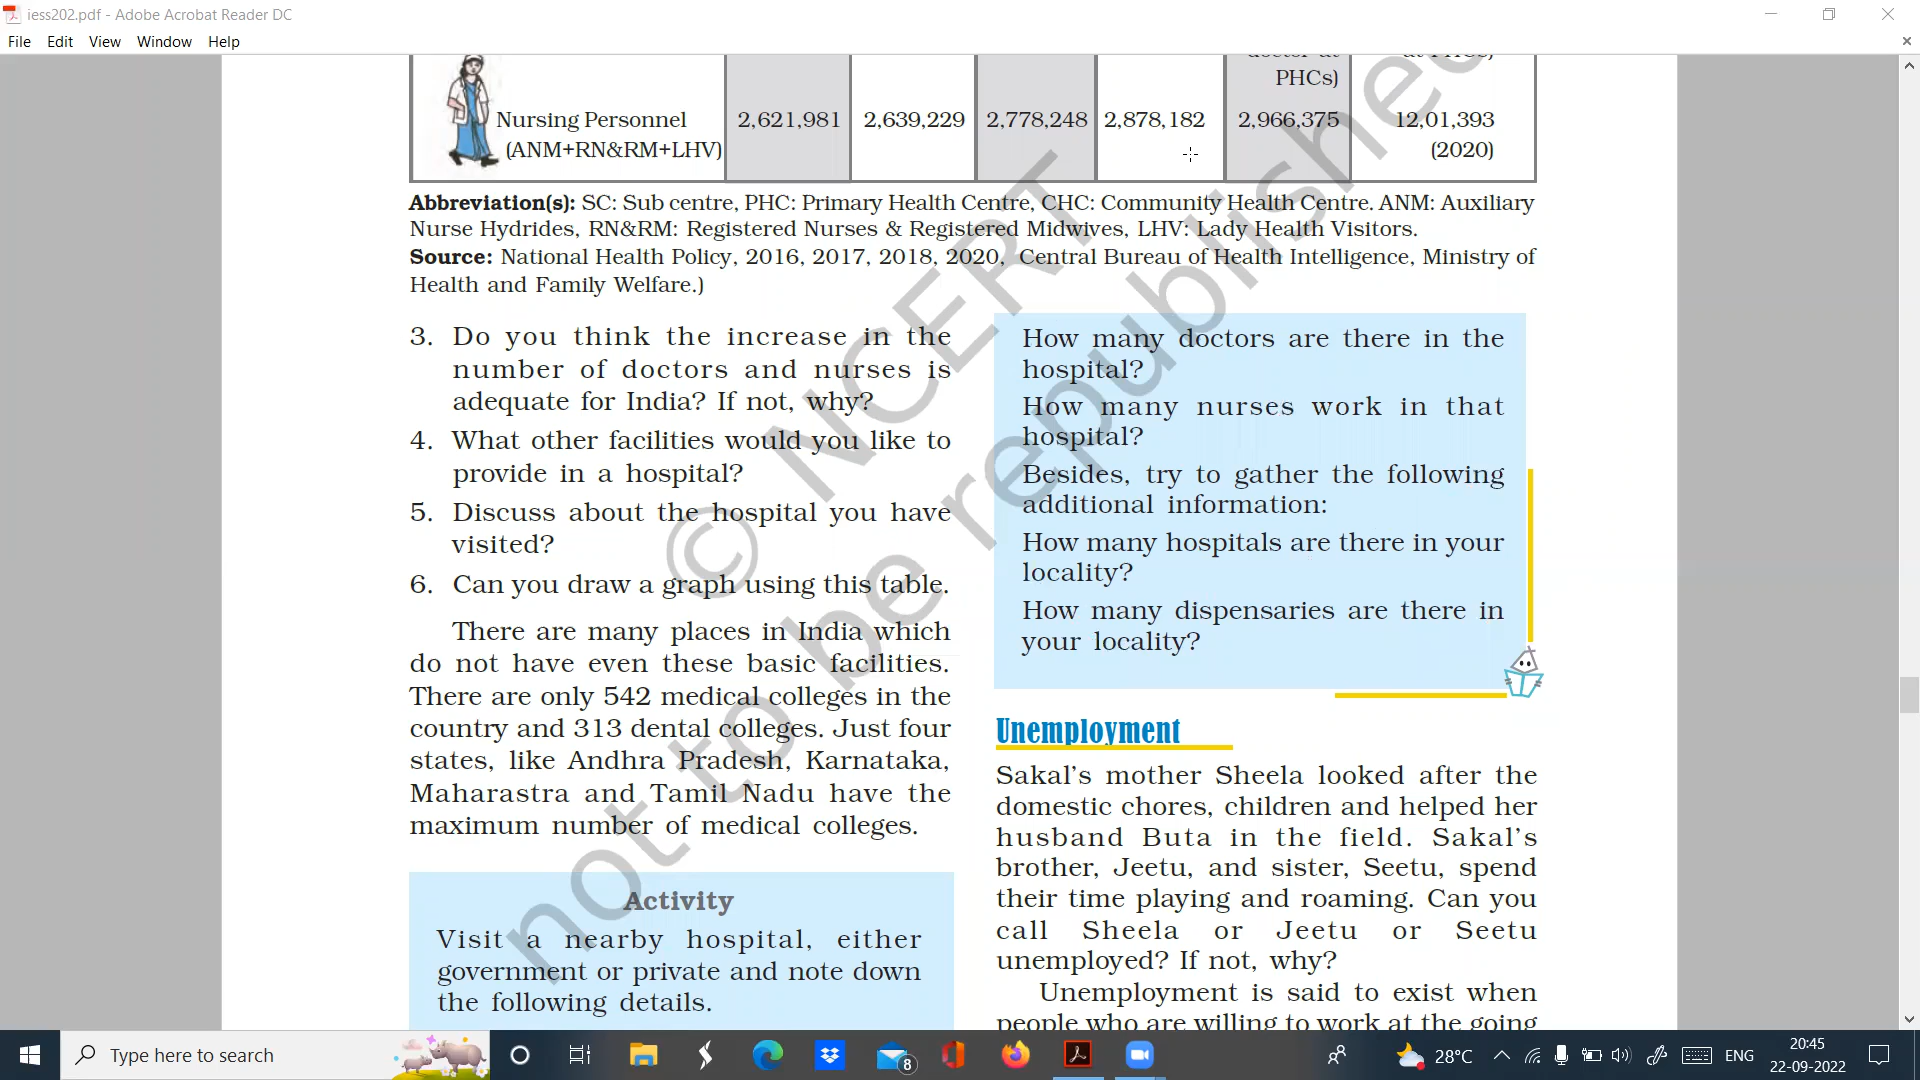 iess202.pdf - Adobe Acrobat Reader DC
File Edit View Window Help
PHCs)
Nursing Personnel 2,621,981 2,639,229 2,778,248 2,878,182 2,966,375 12,01,393
(ANM+RN&RM+LHV) (2020)
Abbreviation(s): SC: Sub centre, PHC: Primary Health Centre, CHC: Community Health Centre. ANM: Auxiliary
Nurse Hydrides, RN&RM: Registered Nurses & Registered Midwives, LHV: Lady Health Visitors.
Source: National Health Policy, 2016, 2017, 2018, 2020, Central Bureau of Health Intelligence, Ministry of
Health and Family Welfare.)
3. Do you think the increase in the
number of doctors and nurses is
adequate for India? If not, why?
4. What other facilities would you like to
provide in a hospital?
5. Discuss about the hospital you have
visited?
6. Can you draw a graph using this table.
There are many places in India which
do not have even these basic facilities.
There are only 542 medical colleges in the
country and 313 dental colleges. Just four
states, like Andhra Pradesh, Karnataka,
Maharastra and Tamil Nadu have the
maximum number of medical colleges.
Activity
Visit a nearby hospital, either
government or private and note down
the following details.
How many doctors are there in the
hospital?
How many nurses work in that
hospital?
Besides, try to gather the following
additional information:
How many hospitals are there in your
locality?
How many dispensaries are there in
your locality?
Unemployment
Sakal's mother Sheela looked after the
domestic chores, children and helped her
husband Buta in the field. Sakal's
brother, Jeetu, and sister, Seetu, spend
their time playing and roaming. Can you
call Sheela or Jeetu or Seetu
unemployed? If not, why?
Unemployment is said to exist when
people who are willing to work at the going
© NCERT
not to be republished
Type here to search
8
28°C
ENG
20:45
22-09-2022